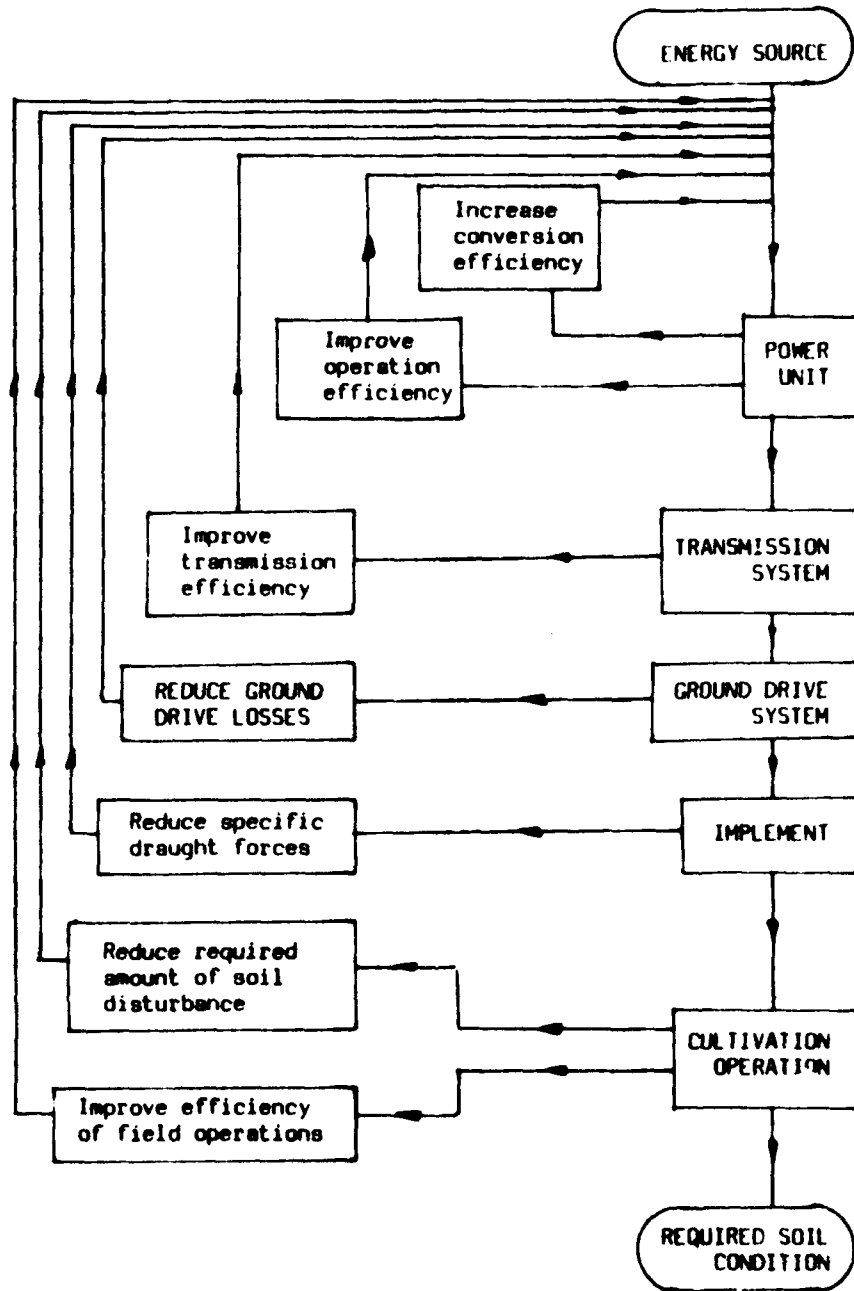 ENERGY SOURCE
Increase
conversion
efficiency
Improve
operation
efficiency
POWER
UNIT
Improve
transmission
efficiency
TRANSMISSION
SYSTEM
REDUCE GROUND
DRIVE LOSSES
GROUND DRIVE
SYSTEM
Reduce specific
draught forces
IMPLEMENT
Reduce required
amount of soil
disturbance
CULTIVATION
OPERATION
Improve efficiency
of field operations
REQUIRED SOIL
CONDITION